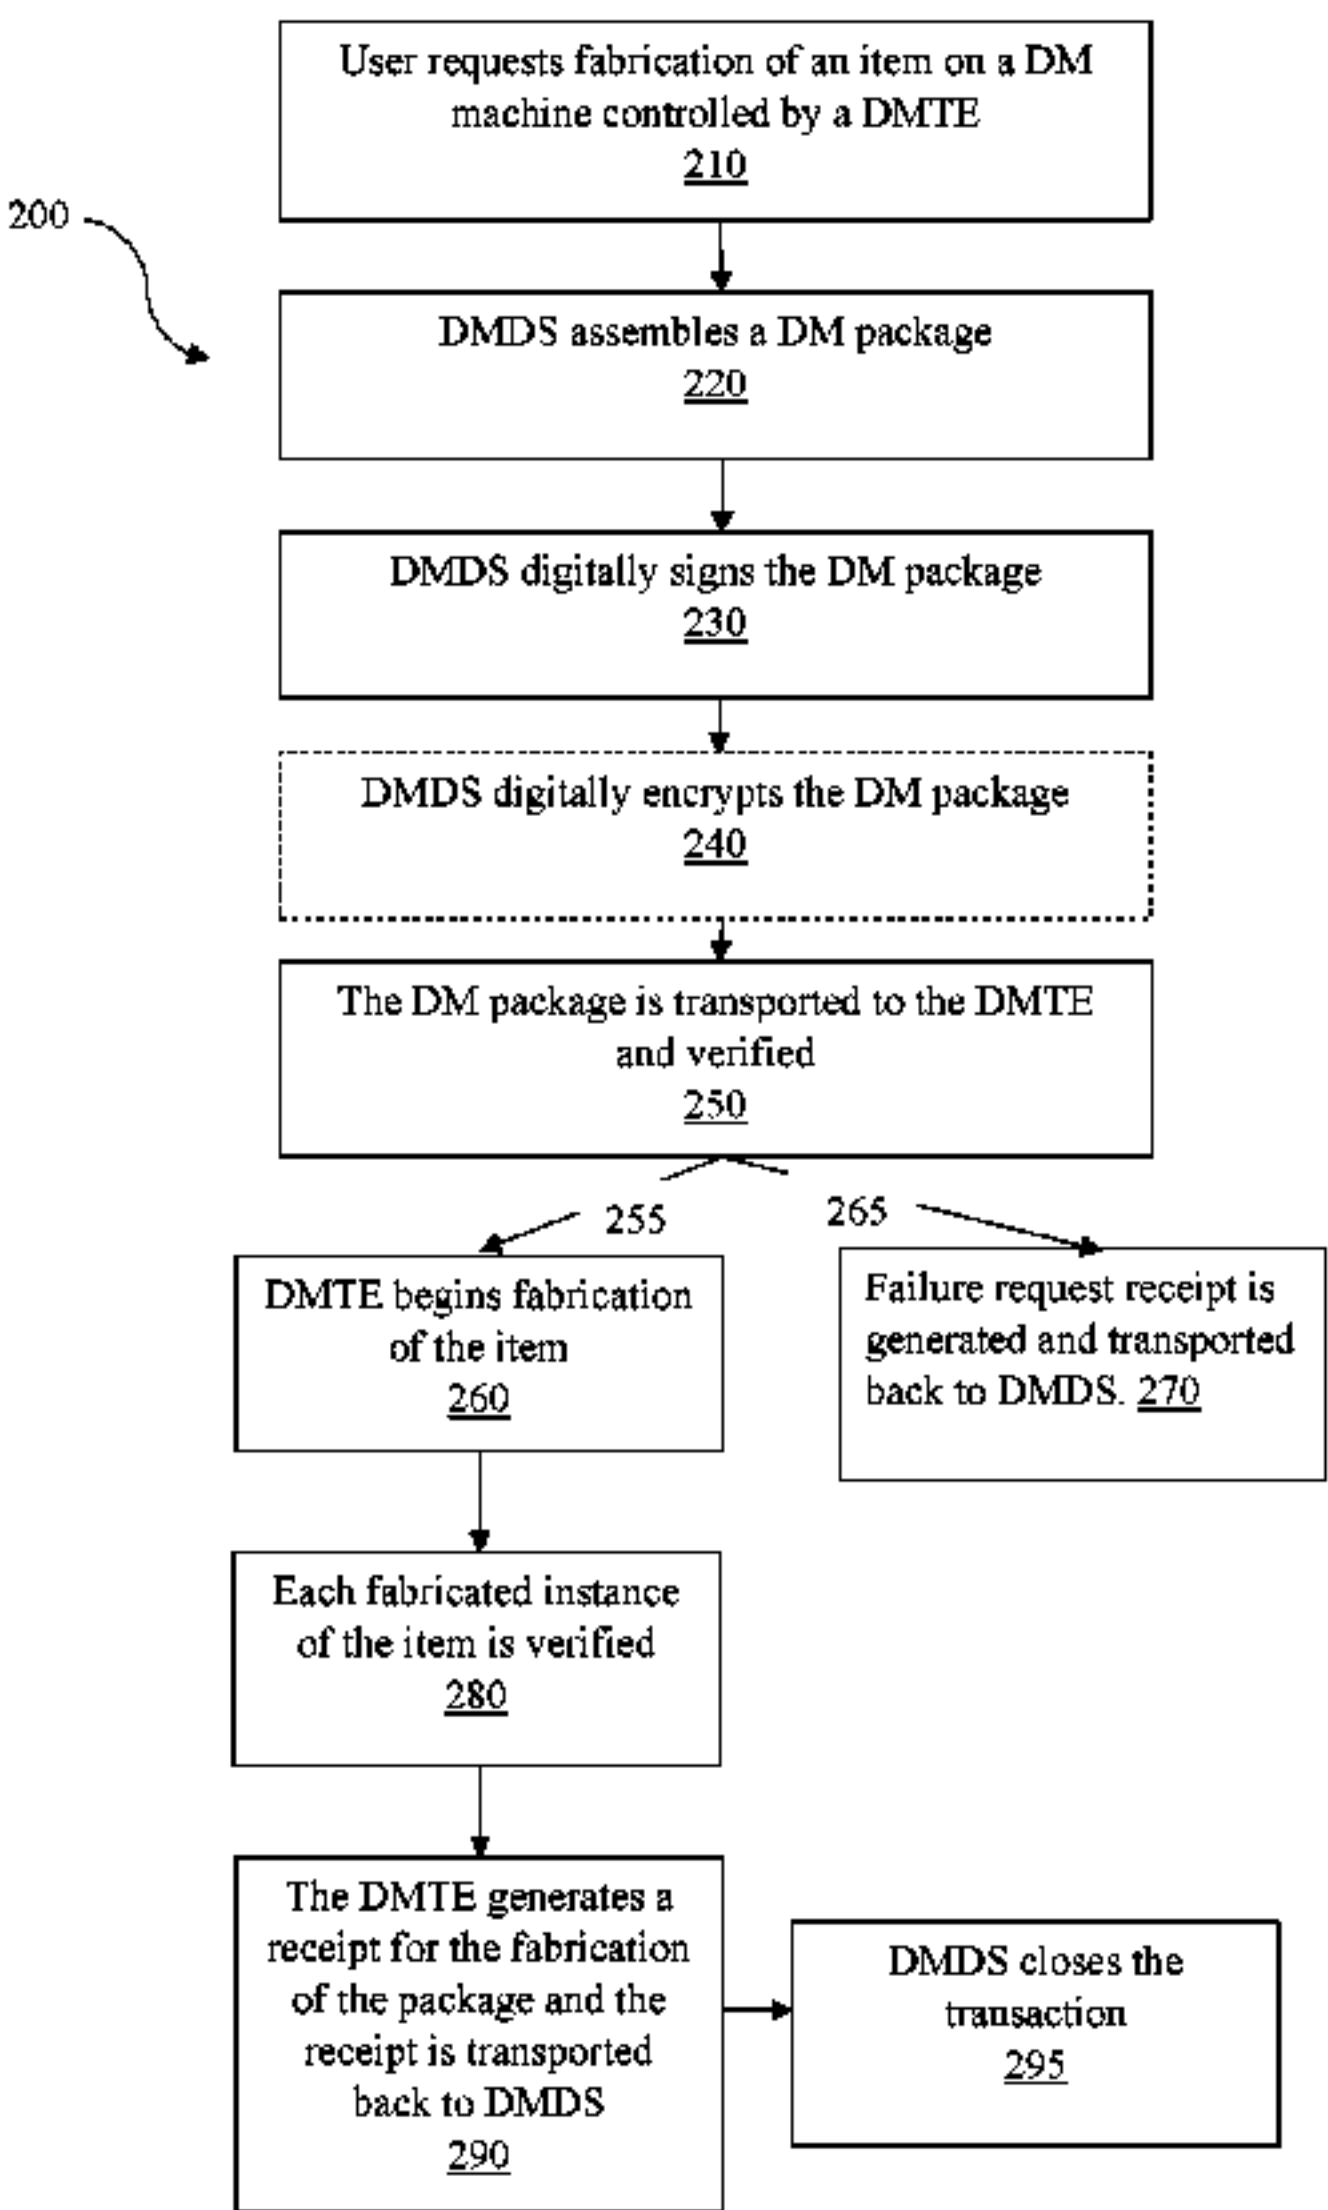 User requests fabrication of an item on a DM
machine controlled by a DMTE
210
200
DMDS assembles a DM package
220
DMDS digitally signs the DM package
230
DMDS digitally encrypts the DM package
240
The DM package is transported to the DMTE
and verified
250
255
265
DMTE begins fabrication
of the item
260
Failure request receipt is
generated and transported
back to DMDS. 270
Each fabricated instance
of the item is verified
280
The DMTE generates a
receipt for the fabrication
of the package and the
receipt is transported
back to DMDS
290
DMDS closes the
transaction
295